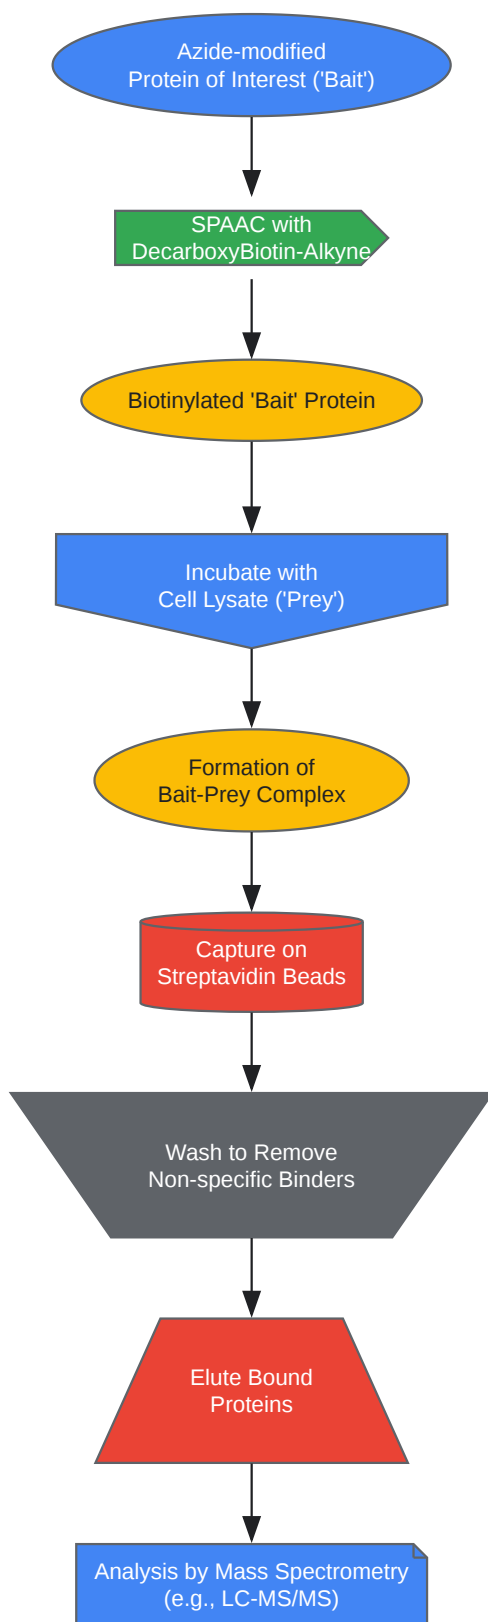 Azide-modified
Protein of Interest ('Bait')
SPAAC with
DecarboxyBiotin-Alkyne
Biotinylated 'Bait' Protein
Incubate with
Cell Lysate ('Prey')
Formation of
Bait-Prey Complex
Capture on
Streptavidin Beads
Wash to Remove
Non-specific Binders
Elute Bound
Proteins
Analysis by Mass Spectrometry
(e.g., LC-MS/MS)